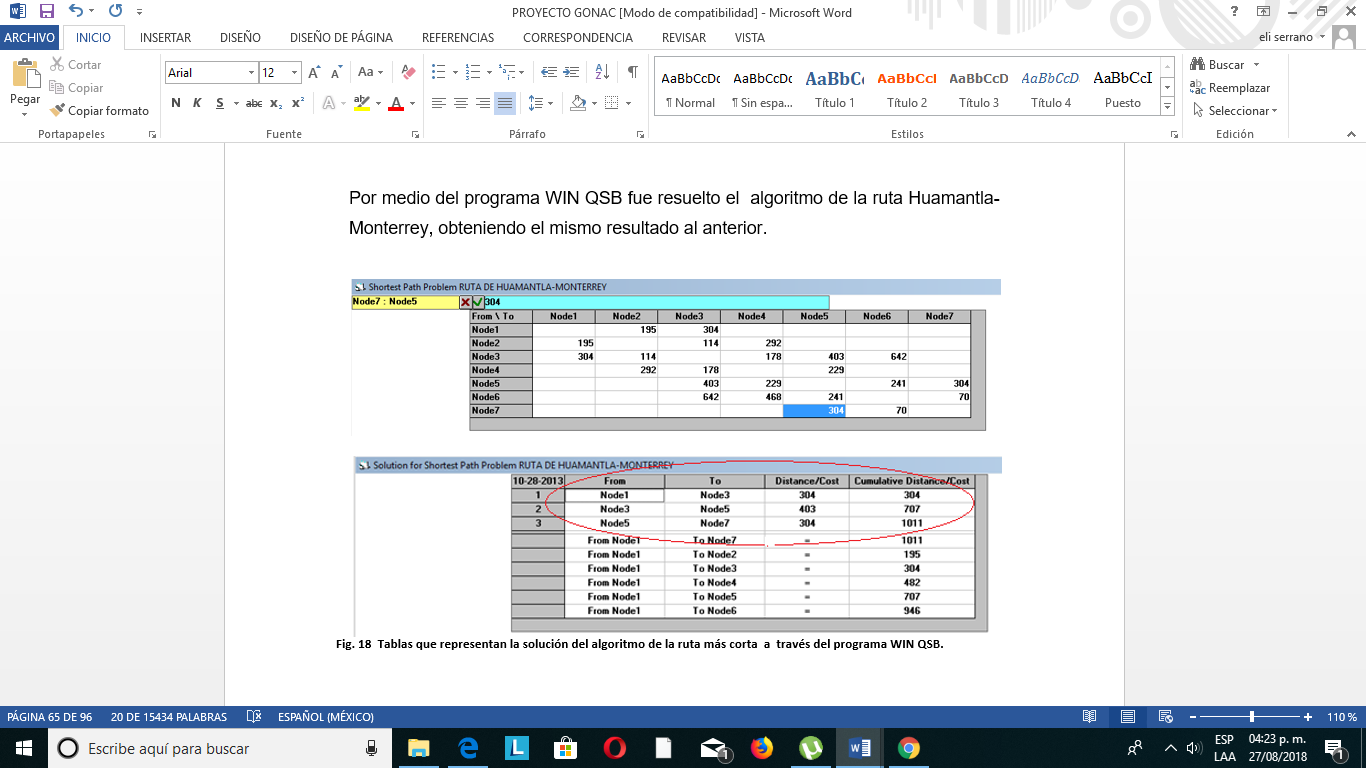 PROYECTO GONAC [Modo de compatibilidad] - Microsoft Word
ARCHIVO INICIO INSERTAR DISEÑO DISEÑO DE PÁGINA REFERENCIAS CORRESPONDENCIA REVISAR VISTA eli serrano
Pegar
Cortar
Copiar
Copiar formato
Portapapeles
Arial 12
N K S abc x₂ x²
Fuente
Párrafo
AaBbCcDc AaBbCcDc AaBbCc AaBbCcI AaBbCcD AaBbCcD AaBbCcI
¶ Normal ¶ Sin espa... Título 1 Título 2 Título 3 Título 4 Puesto
Estilos
Buscar
Reemplazar
Seleccionar
Edición
Por medio del programa WIN QSB fue resuelto el algoritmo de la ruta Huamantla-
Monterrey, obteniendo el mismo resultado al anterior.
Shortest Path Problem RUTA DE HUAMANTLA-MONTERREY
Node7 : Node5 304
From \ To Node1 Node2 Node3 Node4 Node5 Node6 Node7
Node1 195 304
Node2 195 114 292
Node3 304 114 178 403 642
Node4 292 178 229
Node5 403 229 241 304
Node6 642 468 241 70
Node7 304 70
Solution for Shortest Path Problem RUTA DE HUAMANTLA-MONTERREY
10-28-2013 From To Distance/Cost Cumulative Distance/Cost
1 Node1 Node3 304 304
2 Node3 Node5 403 707
3 Node5 Node7 304 1011
From Node1 To Node7 = 1011
From Node1 To Node2 = 195
From Node1 To Node3 = 304
From Node1 To Node4 = 482
From Node1 To Node5 = 707
From Node1 To Node6 = 946
Fig. 18 Tablas que representan la solución del algoritmo de la ruta más corta a través del programa WIN QSB.
PÁGINA 65 DE 96 20 DE 15434 PALABRAS ESPAÑOL (MÉXICO) 110 %
Escribe aquí para buscar
ESP 04:23 p. m.
LAA 27/08/2018